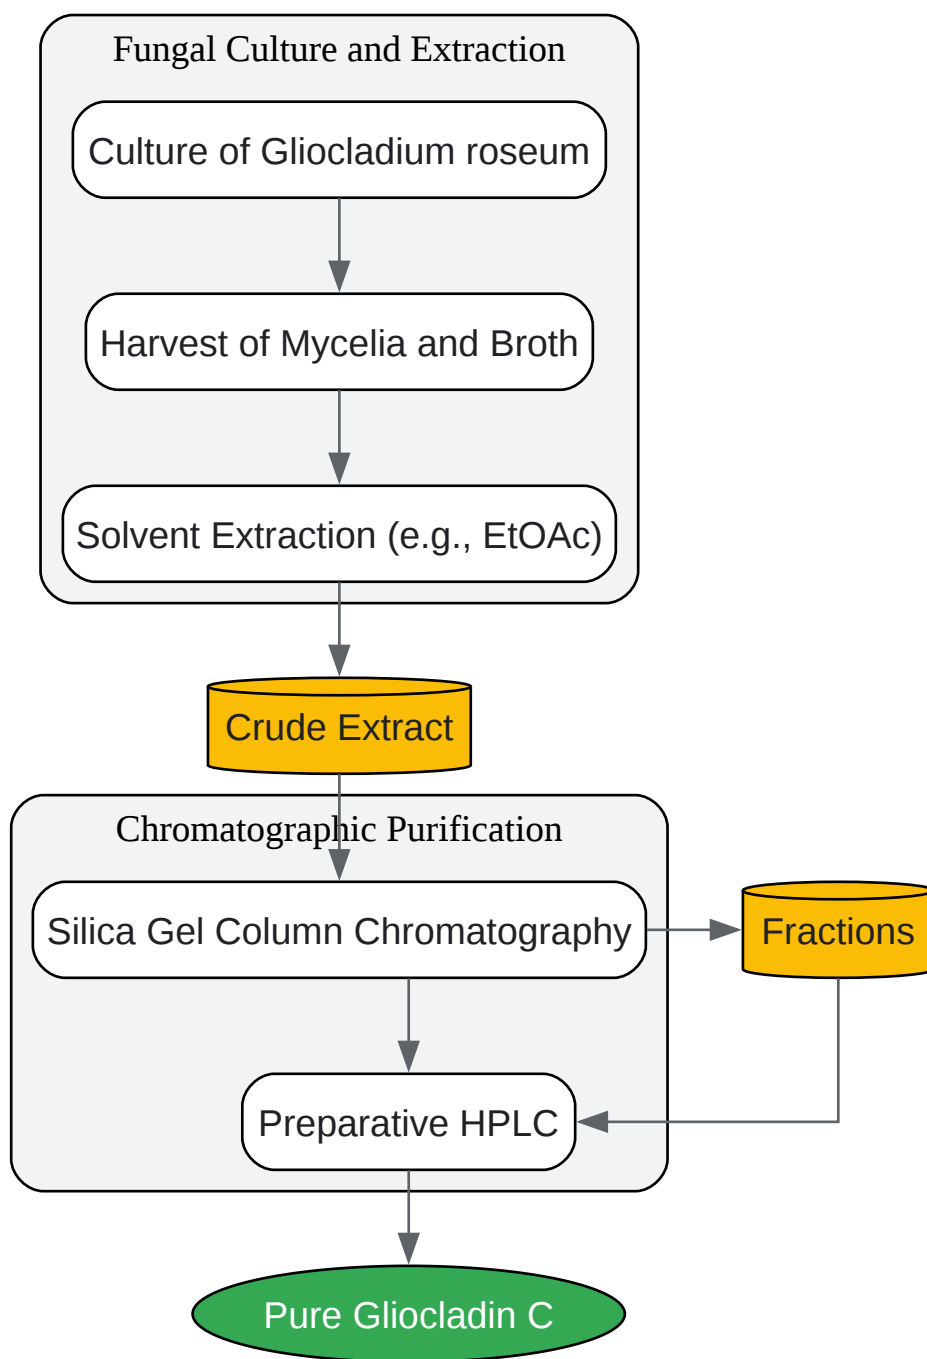 Fungal Culture and Extraction
Culture of Gliocladium roseum
Harvest of Mycelia and Broth
Solvent Extraction (e.g., EtOAc)
Crude Extract
Chromatographic Purification
Silica Gel Column Chromatography
Fractions
Preparative HPLC
Pure Gliocladin C